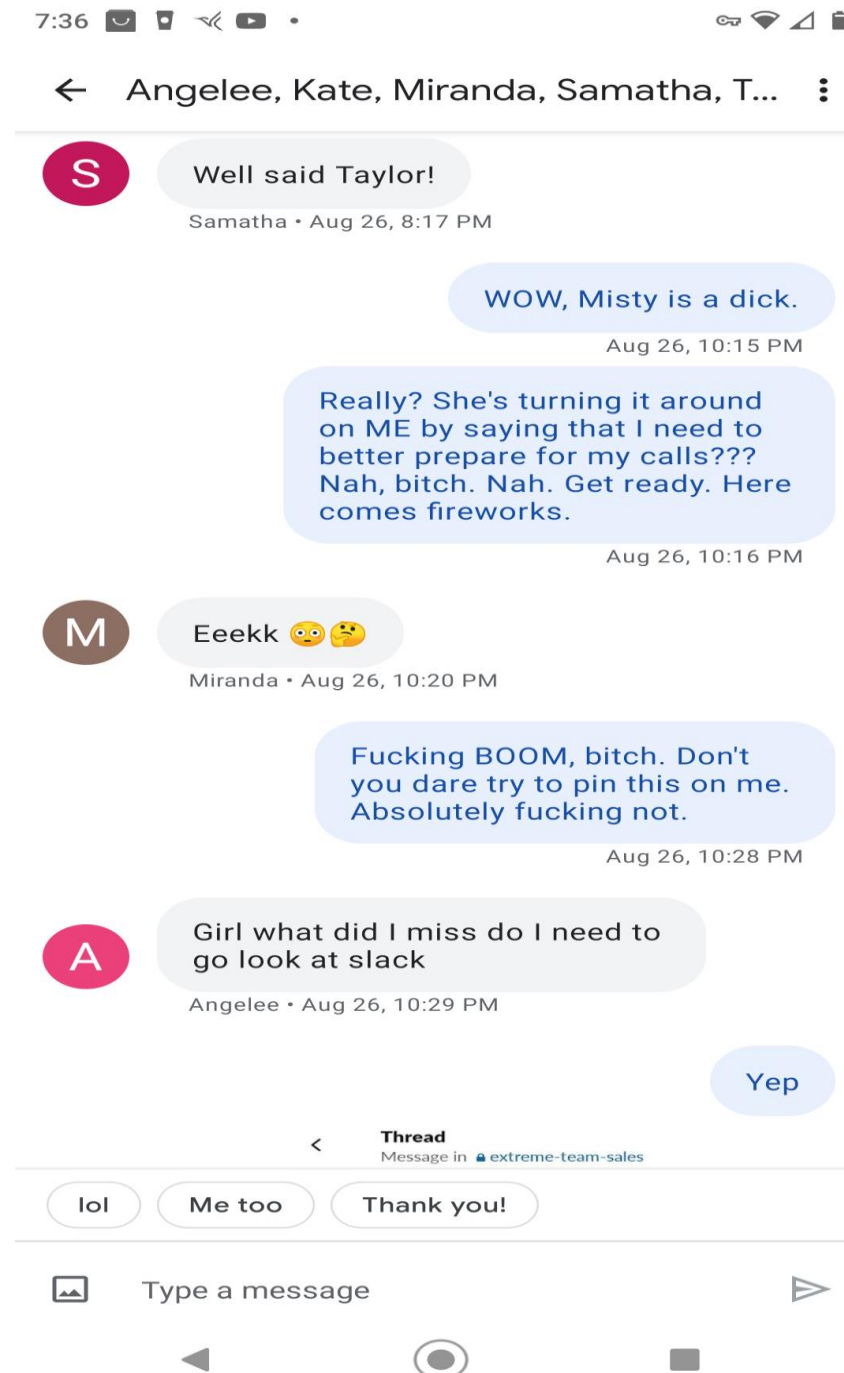 7:36
Angelee, Kate, Miranda, Samatha, T...
S
Well said Taylor!
Samatha • Aug 26, 8:17 PM
WOW, Misty is a dick.
Aug 26, 10:15 PM
Really? She's turning it around
on ME by saying that I need to
better prepare for my calls???
Nah, bitch. Nah. Get ready. Here
comes fireworks.
Aug 26, 10:16 PM
M
Eeekk 😳🤔
Miranda • Aug 26, 10:20 PM
Fucking BOOM, bitch. Don't
you dare try to pin this on me.
Absolutely fucking not.
Aug 26, 10:28 PM
A
Girl what did I miss do I need to
go look at slack
Angelee • Aug 26, 10:29 PM
Yep
Thread
Message in 🔒 extreme-team-sales
lol
Me too
Thank you!
Type a message